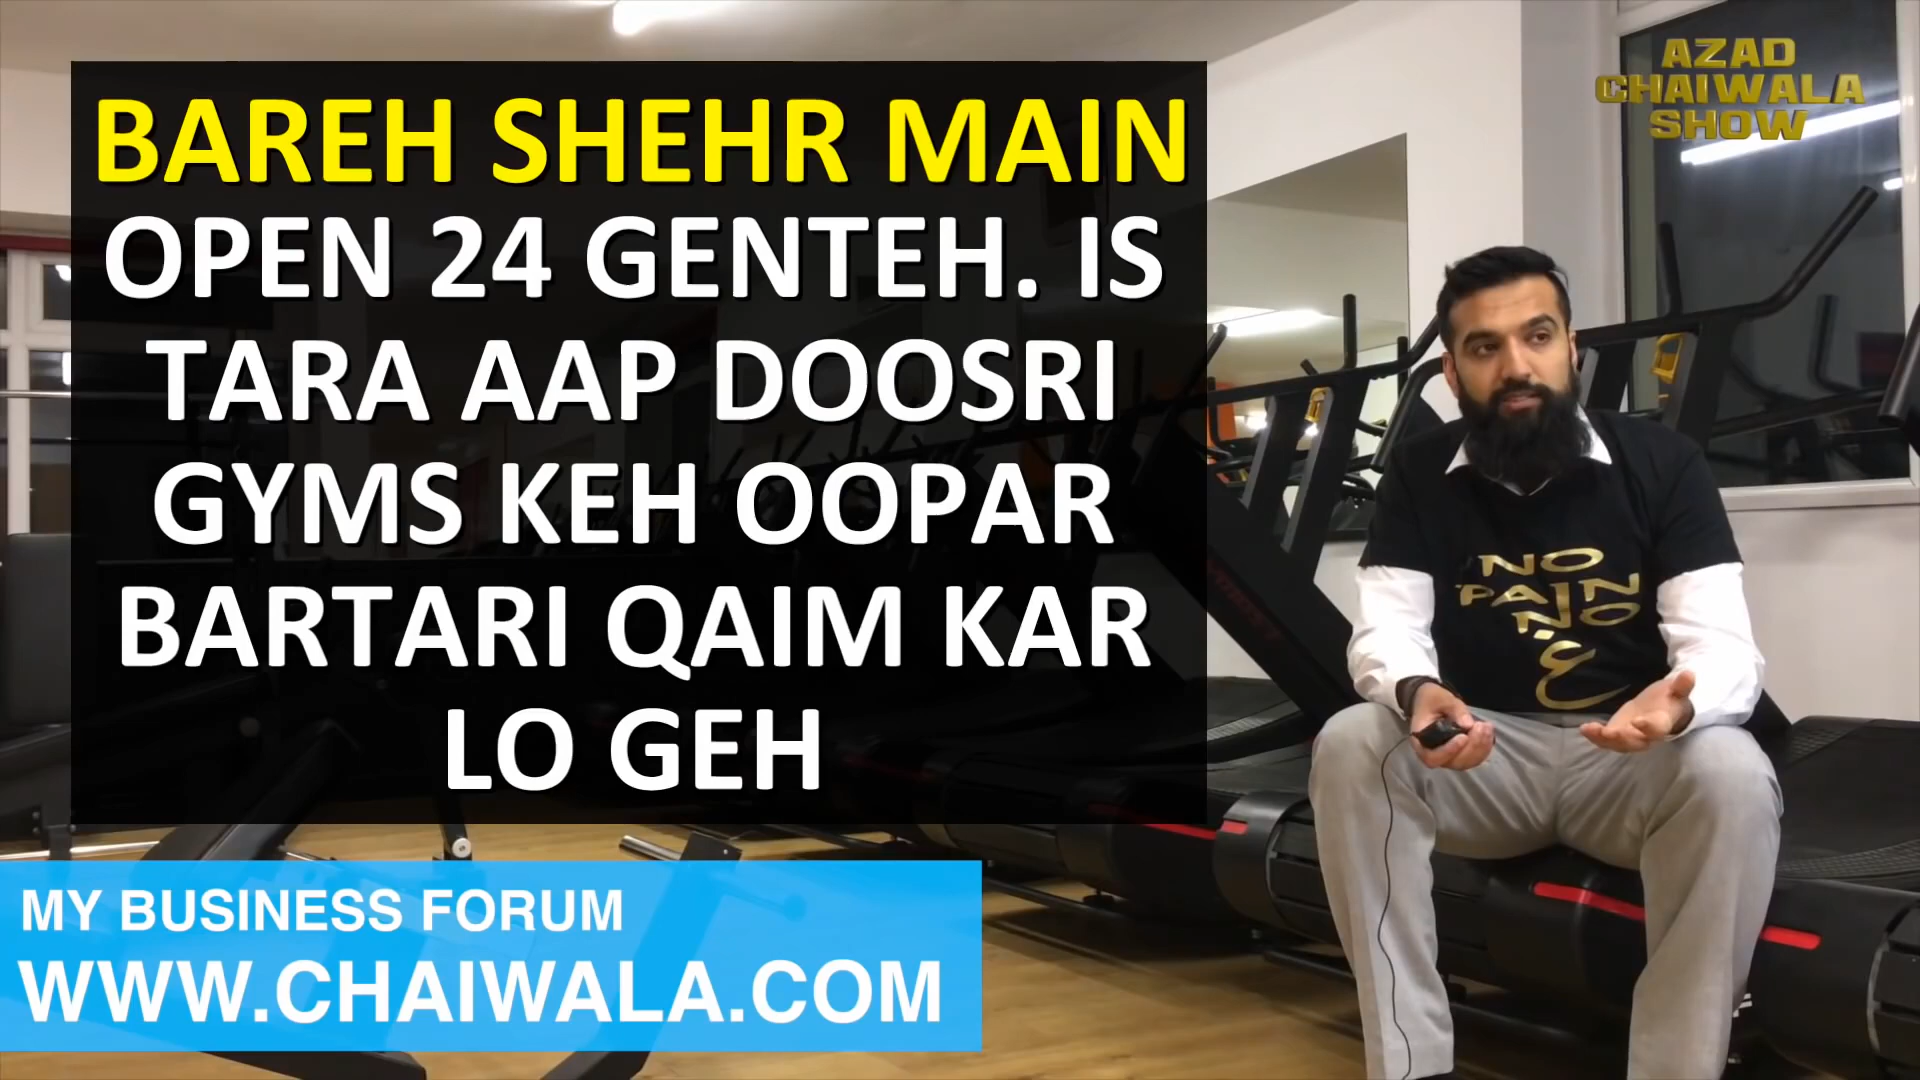 AZAD
CHAIWALA
SHOW
BAREH SHEHR MAIN
OPEN 24 GENTEH. IS
TARA AAP DOOSRI
GYMS KEH OOPAR
BARTARI QAIM KAR
LO GEH
NO
PAIN
NO
غ
MY BUSINESS FORUM
WWW.CHAIWALA.COM